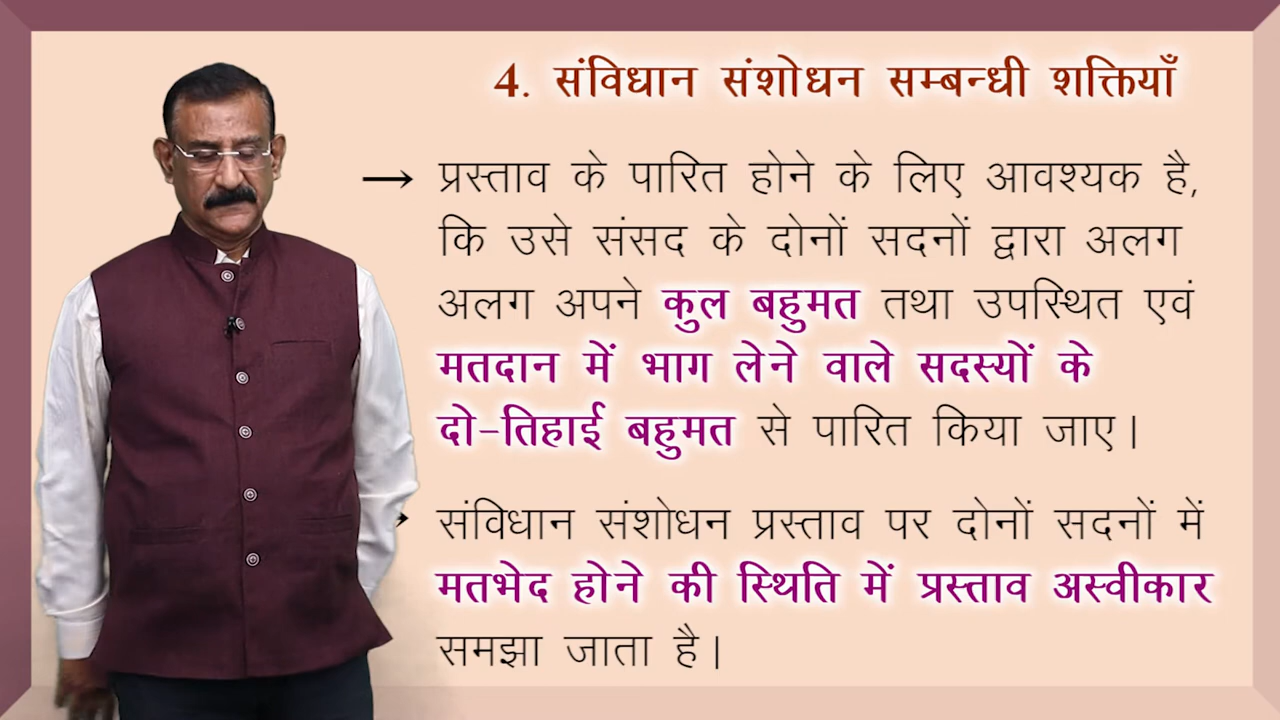 4. संविधान संशोधन सम्बन्धी शक्तियाँ
→ प्रस्ताव के पारित होने के लिए आवश्यक है,
कि उसे संसद के दोनों सदनों द्वारा अलग
अलग अपने कुल बहुमत तथा उपस्थित एवं
मतदान में भाग लेने वाले सदस्यों के
दो-तिहाई बहुमत से पारित किया जाए।
संविधान संशोधन प्रस्ताव पर दोनों सदनों में
मतभेद होने की स्थिति में प्रस्ताव अस्वीकार
समझा जाता है।